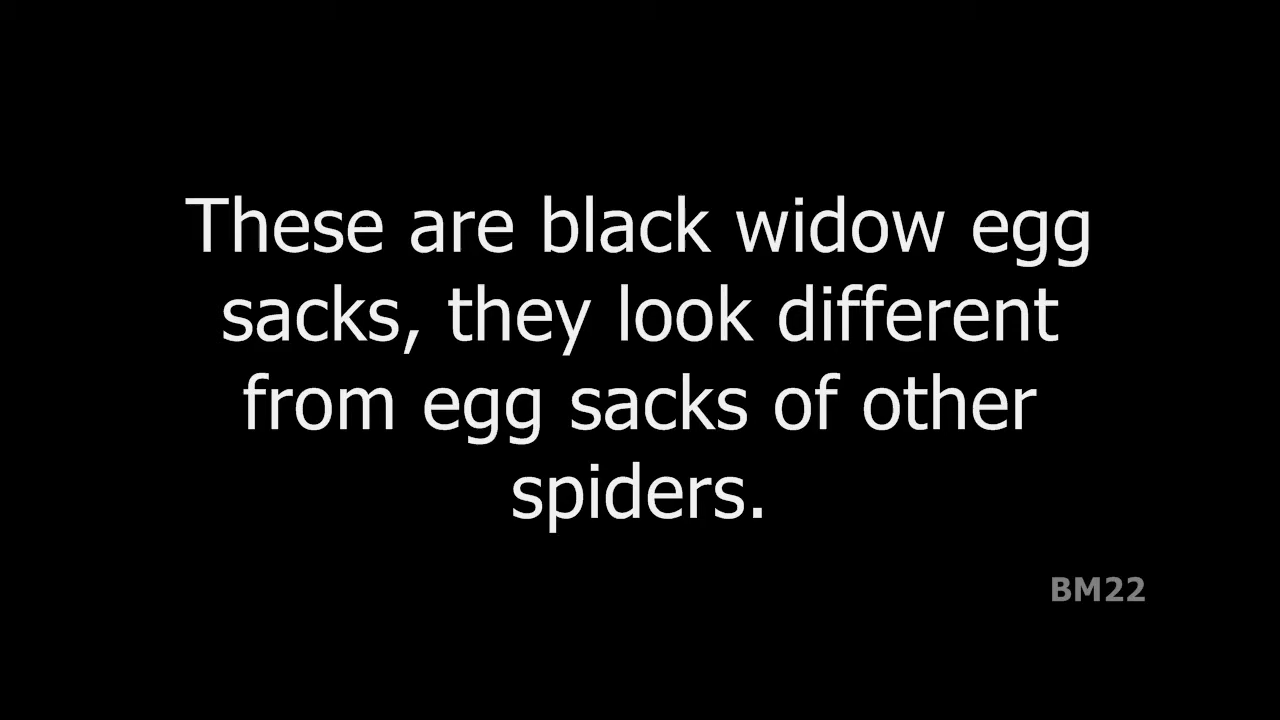 These are black widow egg
sacks, they look different
from egg sacks of other
spiders.
BM22